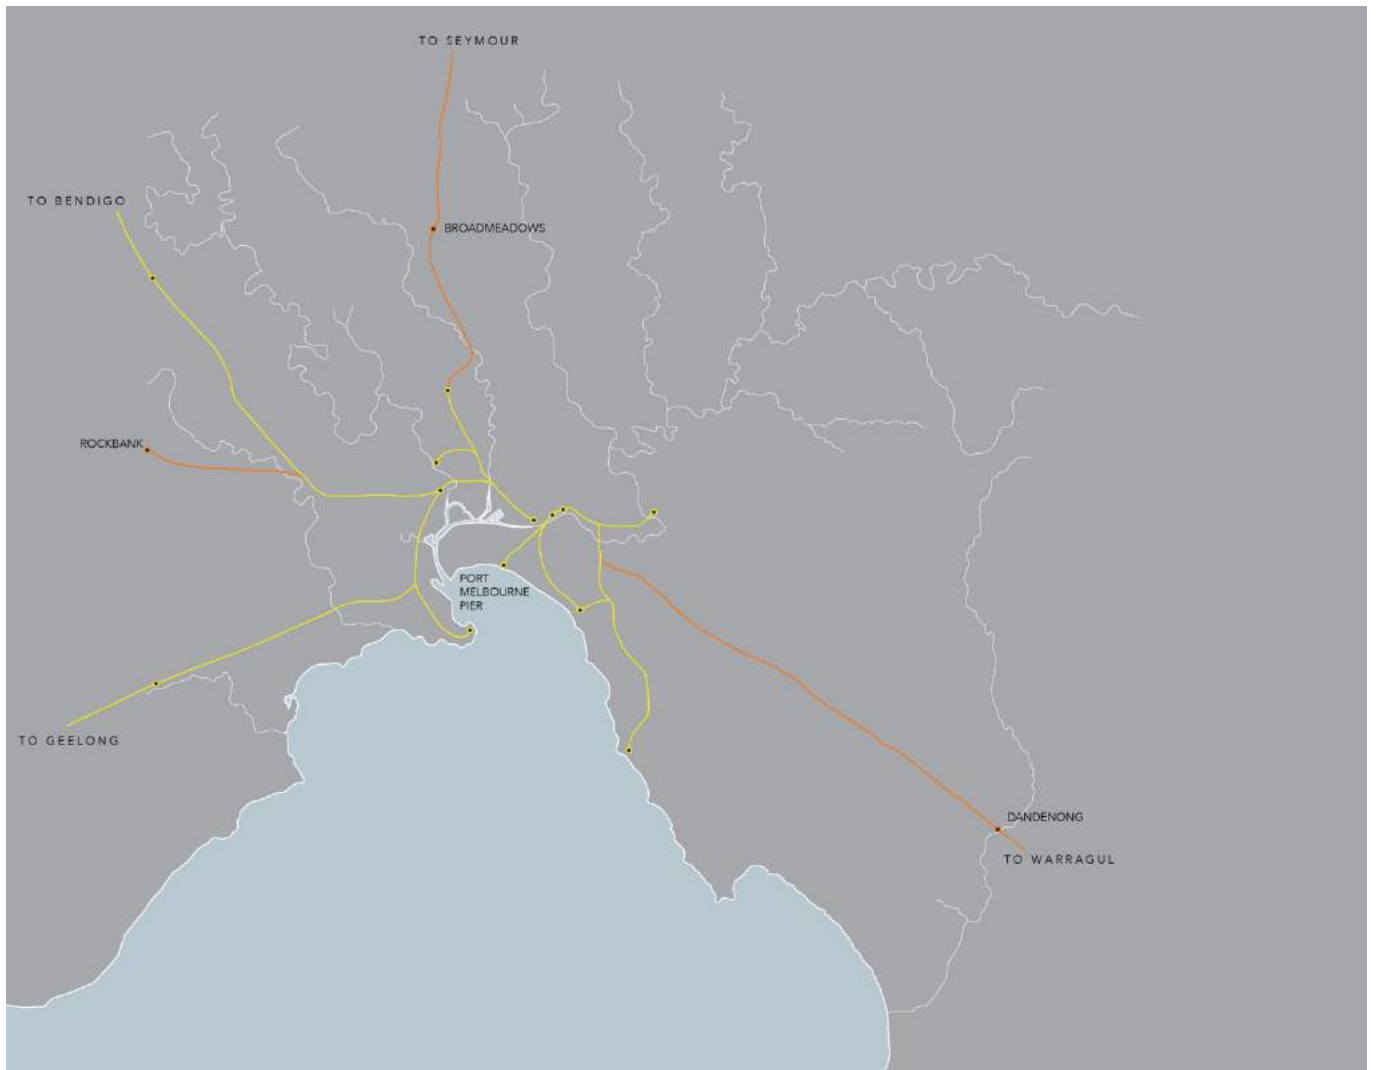 TO SEYMOUR
TO BENDIGO
BROADMEADOWS
ROCKBANK
PORT
MELBOURNE
PIER
TO GEELONG
DANDENONG
TO WARRAGUL